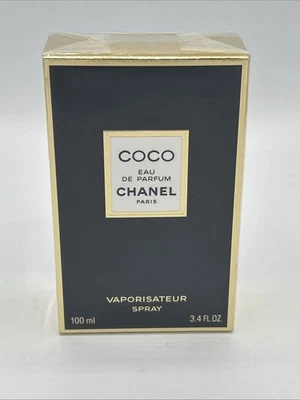 COCO
EAU
DE PARFUM
CHANEL
PARIS
VAPORISATEUR
SPRAY
100 ml 3.4 FL.OZ.